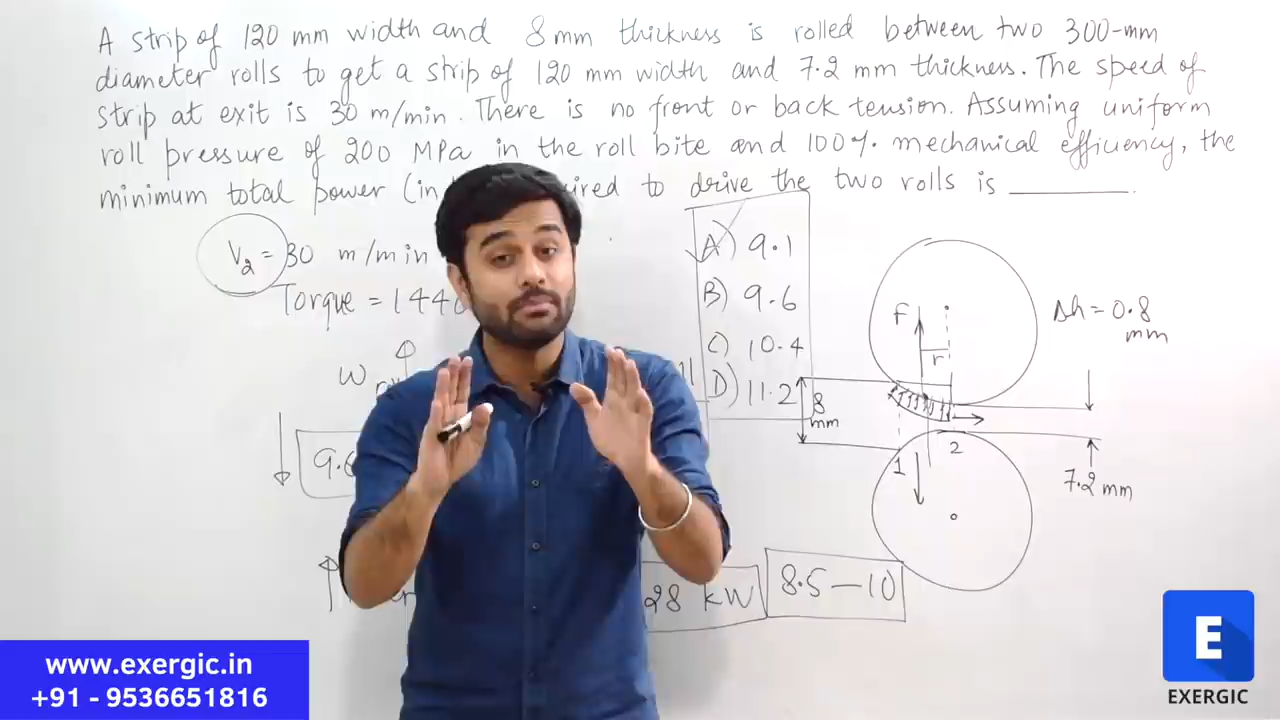 A strip of 120 mm width and 8 mm thickness is rolled between two 300-mm
diameter rolls to get a strip of 120 mm width and 7.2 mm thickness. The speed of
strip at exit is 30 m/min. There is no front or back tension. Assuming uniform
roll pressure of 200 MPa in the roll bite and 100% mechanical efficiency, the
minimum total power (in required to drive the two rolls is ________.
V2 = 30 m/min
Torque = 1440
A) 9.1
B) 9.6
C) 10.4
D) 11.2
F
r
Δh = 0.8
mm
8
mm
1
2
7.2 mm
28 kW
8.5 – 10
www.exergic.in
+91 - 9536651816
E
EXERGIC